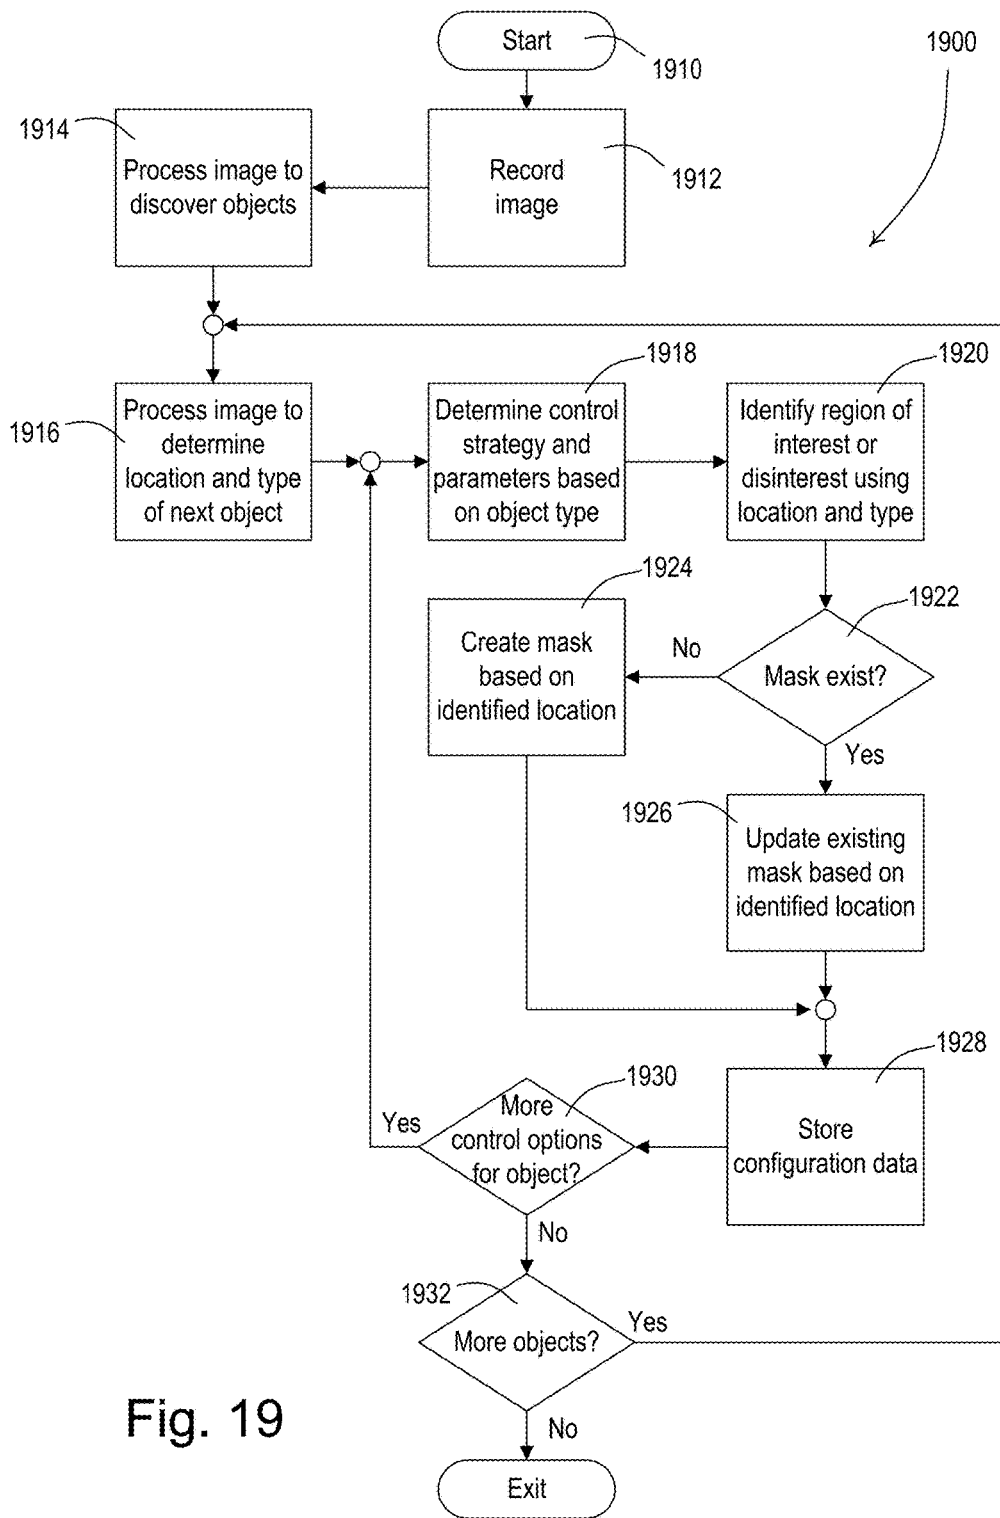 Start
1910
1900
1914
Process image to
discover objects
Record
image
1912
1916
Process image to
determine
location and type
of next object
1918
Determine control
strategy and
parameters based
on object type
1920
Identify region of
interest or
disinterest using
location and type
1924
Create mask
based on
identified location
No
1922
Mask exist?
Yes
1926
Update existing
mask based on
identified location
1928
Store
configuration data
1930
More
control options
for object?
Yes
No
1932
More objects?
Yes
No
Exit
Fig. 19